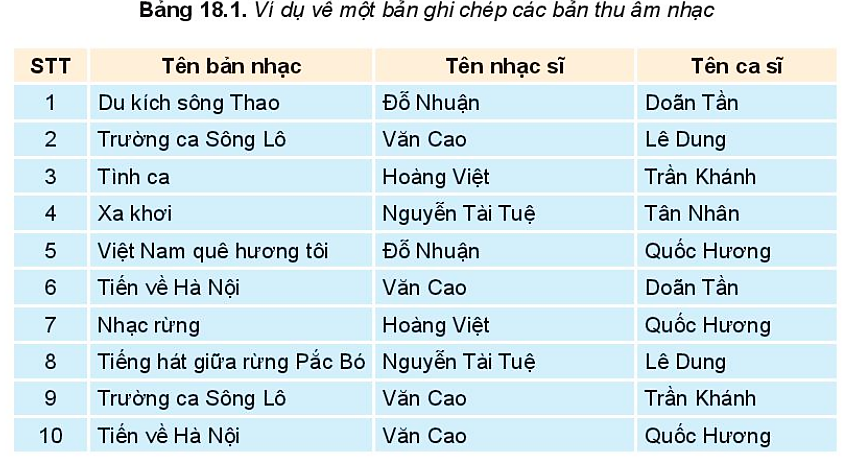 Bảng 18.1. Ví dụ về một bản ghi chép các bản thu âm nhạc
STT Tên bản nhạc Tên nhạc sĩ Tên ca sĩ
1 Du kích sông Thao Đỗ Nhuận Doãn Tần
2 Trường ca Sông Lô Văn Cao Lê Dung
3 Tình ca Hoàng Việt Trần Khánh
4 Xa khơi Nguyễn Tài Tuệ Tân Nhân
5 Việt Nam quê hương tôi Đỗ Nhuận Quốc Hương
6 Tiến về Hà Nội Văn Cao Doãn Tần
7 Nhạc rừng Hoàng Việt Quốc Hương
8 Tiếng hát giữa rừng Pắc Bó Nguyễn Tài Tuệ Lê Dung
9 Trường ca Sông Lô Văn Cao Trần Khánh
10 Tiến về Hà Nội Văn Cao Quốc Hương